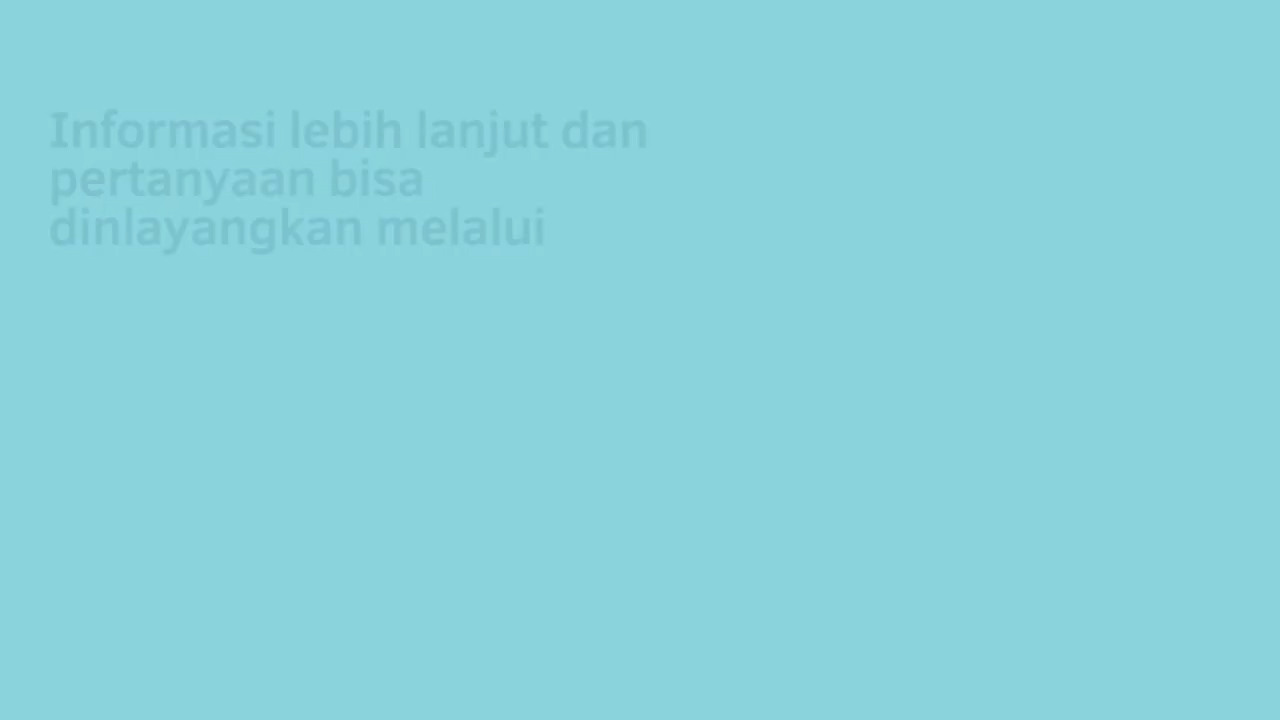 Informasi lebih lanjut dan
pertanyaan bisa
dinlayangkan melalui